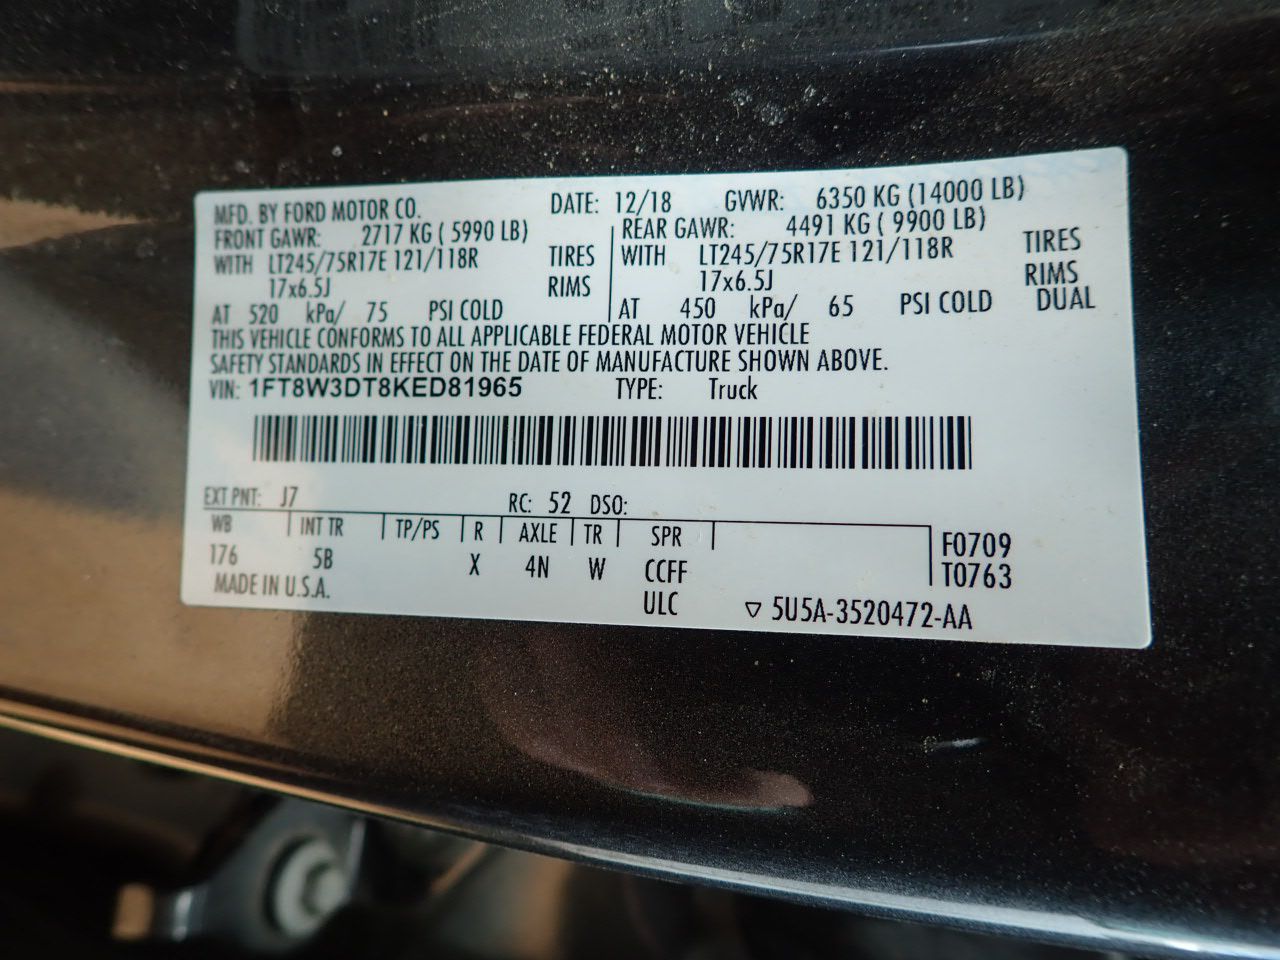 MFD. BY FORD MOTOR CO. DATE: 12/18 GVWR: 6350 KG (14000 LB)
FRONT GAWR: 2717 KG ( 5990 LB) REAR GAWR: 4491 KG ( 9900 LB)
WITH LT245/75R17E 121/118R TIRES WITH LT245/75R17E 121/118R TIRES
17x6.5J RIMS 17x6.5J RIMS
AT 520 kPa/ 75 PSI COLD AT 450 kPa/ 65 PSI COLD DUAL
THIS VEHICLE CONFORMS TO ALL APPLICABLE FEDERAL MOTOR VEHICLE
SAFETY STANDARDS IN EFFECT ON THE DATE OF MANUFACTURE SHOWN ABOVE.
VIN: 1FT8W3DT8KED81965 TYPE: Truck
EXT PNT: J7 RC: 52 DSO:
WB INT TR TP/PS R AXLE TR SPR F0709
176 5B X 4N W CCFF T0763
MADE IN U.S.A. ULC ▽ 5U5A-3520472-AA